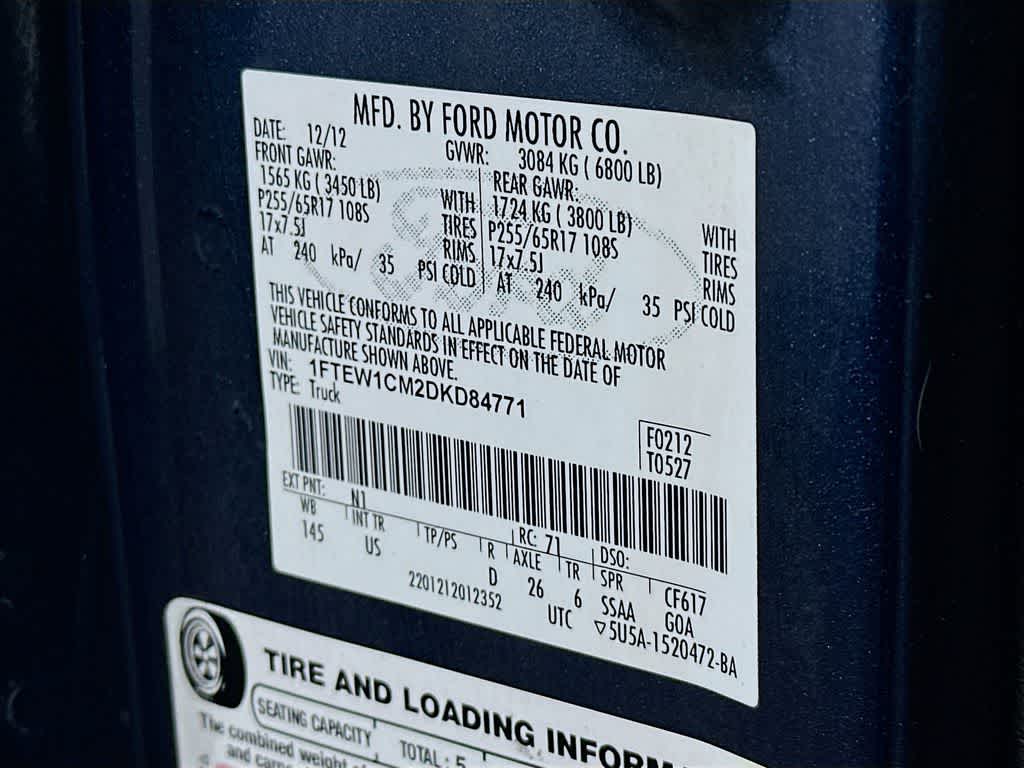 MFD. BY FORD MOTOR CO.
DATE: 12/12 GVWR: 3084 KG ( 6800 LB)
FRONT GAWR: REAR GAWR:
1565 KG ( 3450 LB) WITH 1724 KG ( 3800 LB) WITH
P255/65R17 108S TIRES P255/65R17 108S TIRES
17x7.5J RIMS 17x7.5J RIMS
AT 240 kPa/ 35 PSI COLD AT 240 kPa/ 35 PSI COLD
THIS VEHICLE CONFORMS TO ALL APPLICABLE FEDERAL MOTOR
VEHICLE SAFETY STANDARDS IN EFFECT ON THE DATE OF
MANUFACTURE SHOWN ABOVE.
VIN: 1FTEW1CM2DKD84771
TYPE: Truck
F0212
T0527
EXT PNT: N1 RC: 71 DSO:
WB INT TR TP/PS R AXLE TR SPR CF617
145 US D 26 6 SSAA GOA
2201212012352 UTC ▽5U5A-1520472-BA
TIRE AND LOADING INFORM
SEATING CAPACITY TOTAL : 5
The combined weight
and